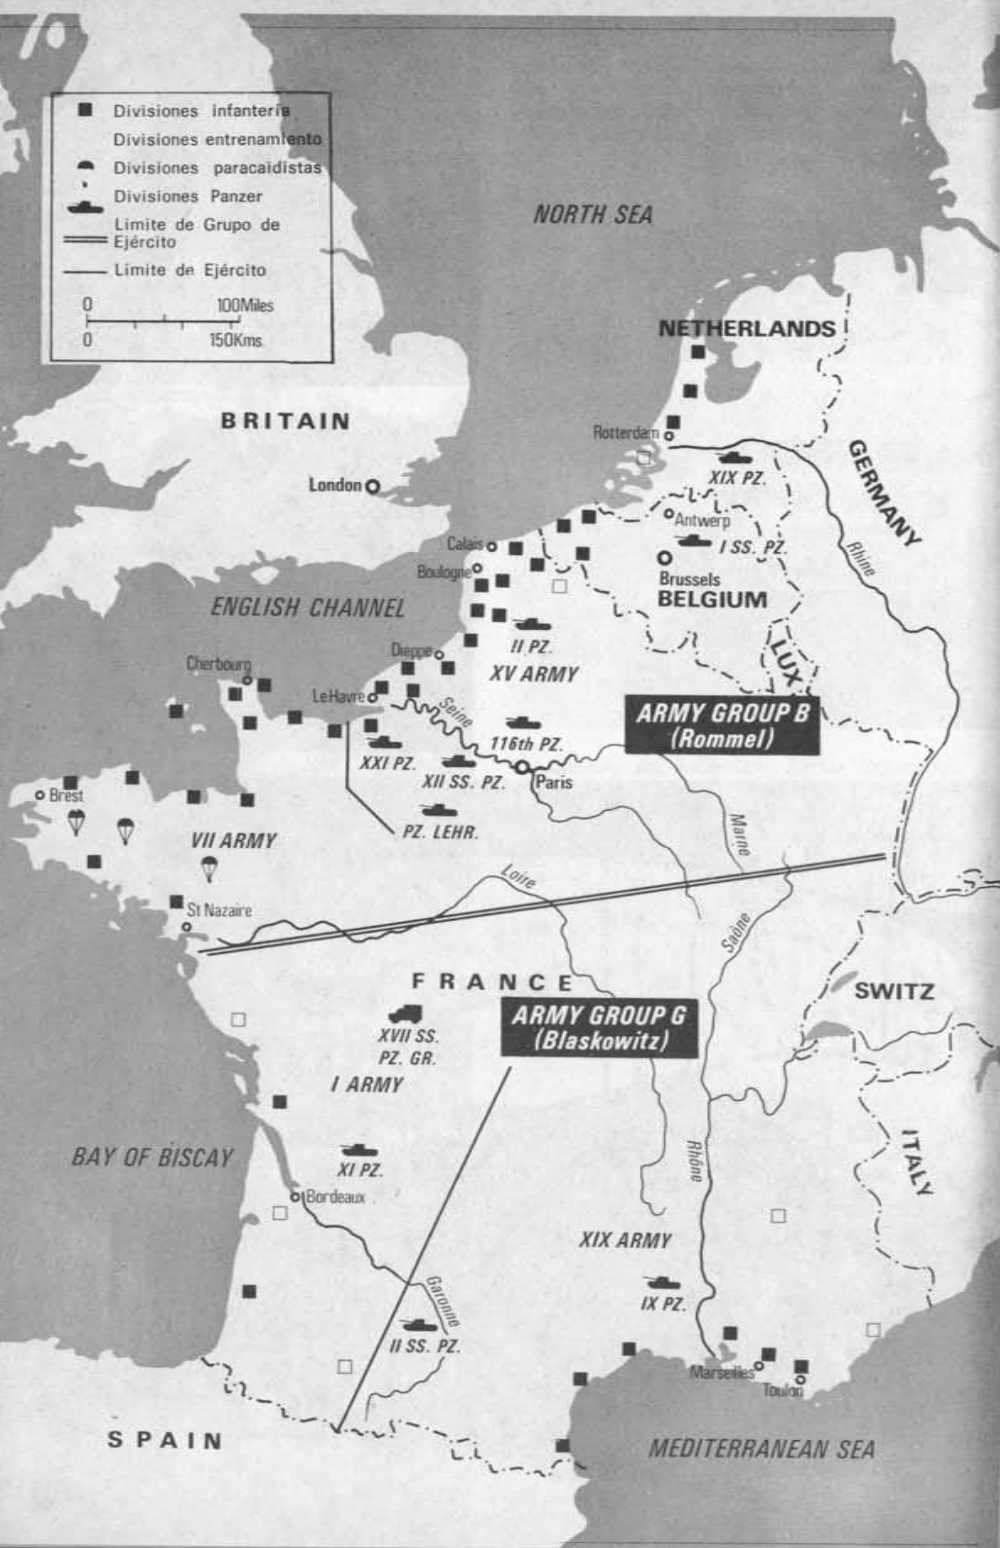 Divisiones infantería
Divisiones entrenamiento
Divisiones paracaidistas
Divisiones Panzer
Limite de Grupo de
Ejército
Limite de Ejército
0 100Miles
0 150Kms
NORTH SEA
NETHERLANDS
BRITAIN
Rotterdam
GERMANY
XIX PZ.
London
Antwerp
Calais
I SS. PZ.
Rhine
Boulogne
Brussels
BELGIUM
ENGLISH CHANNEL
II PZ.
Dieppe
LUX
Cherbourg
XV ARMY
Le Havre
Seine
ARMY GROUP B
(Rommel)
116th PZ.
XXI PZ.
XII SS. PZ.
Paris
Brest
PZ. LEHR.
Marne
VII ARMY
Loire
St Nazaire
Saône
FRANCE
SWITZ
ARMY GROUP G
(Blaskowitz)
XVII SS.
PZ. GR.
I ARMY
BAY OF BISCAY
XI PZ.
ITALY
Rhône
Bordeaux
XIX ARMY
Garonne
IX PZ.
II SS. PZ.
Marseilles
Toulon
SPAIN
MEDITERRANEAN SEA